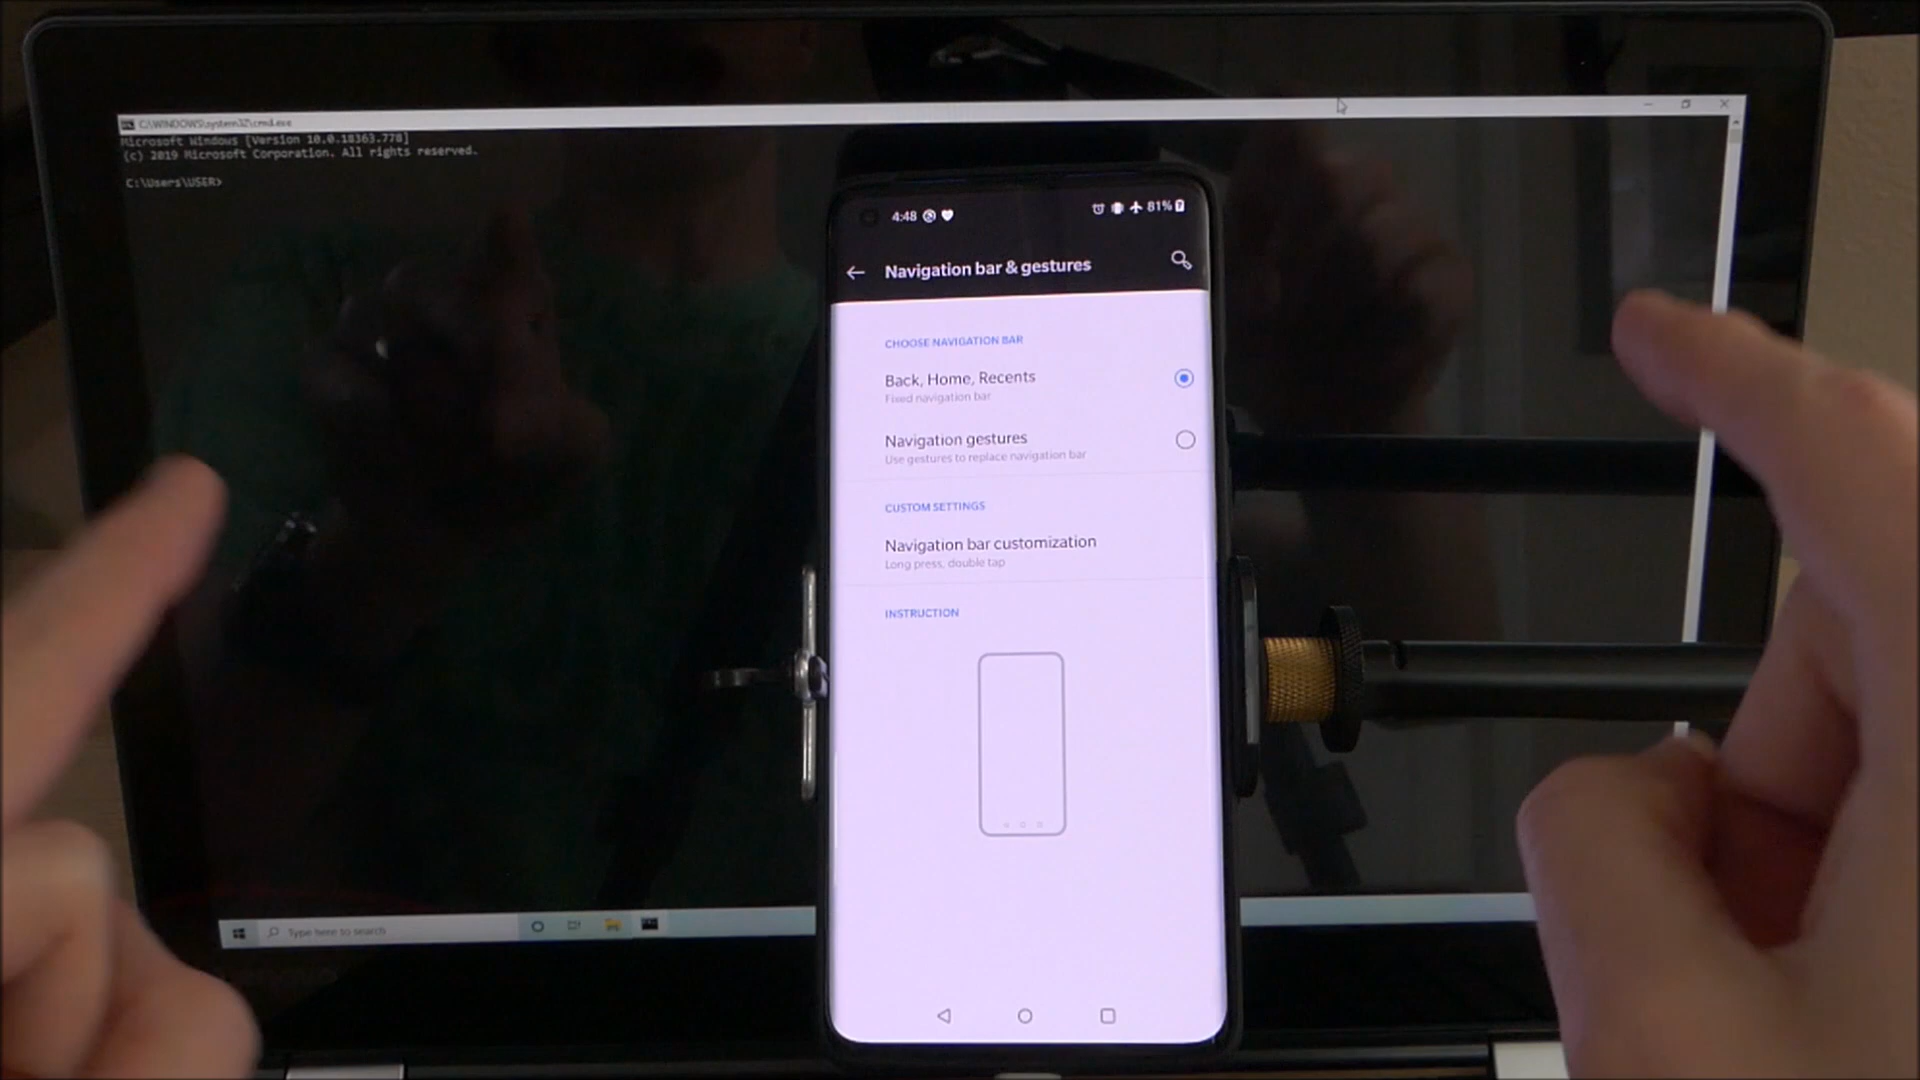 C:\WINDOWS\system32\cmd.exe
Microsoft Windows [Version 10.0.18363.778]
(c) 2019 Microsoft Corporation. All rights reserved.
C:\Users\USER>
4:48
81%
Navigation bar & gestures
CHOOSE NAVIGATION BAR
Back, Home, Recents
Fixed navigation bar
Navigation gestures
Use gestures to replace navigation bar
CUSTOM SETTINGS
Navigation bar customization
Long press, double tap
INSTRUCTION
Type here to search